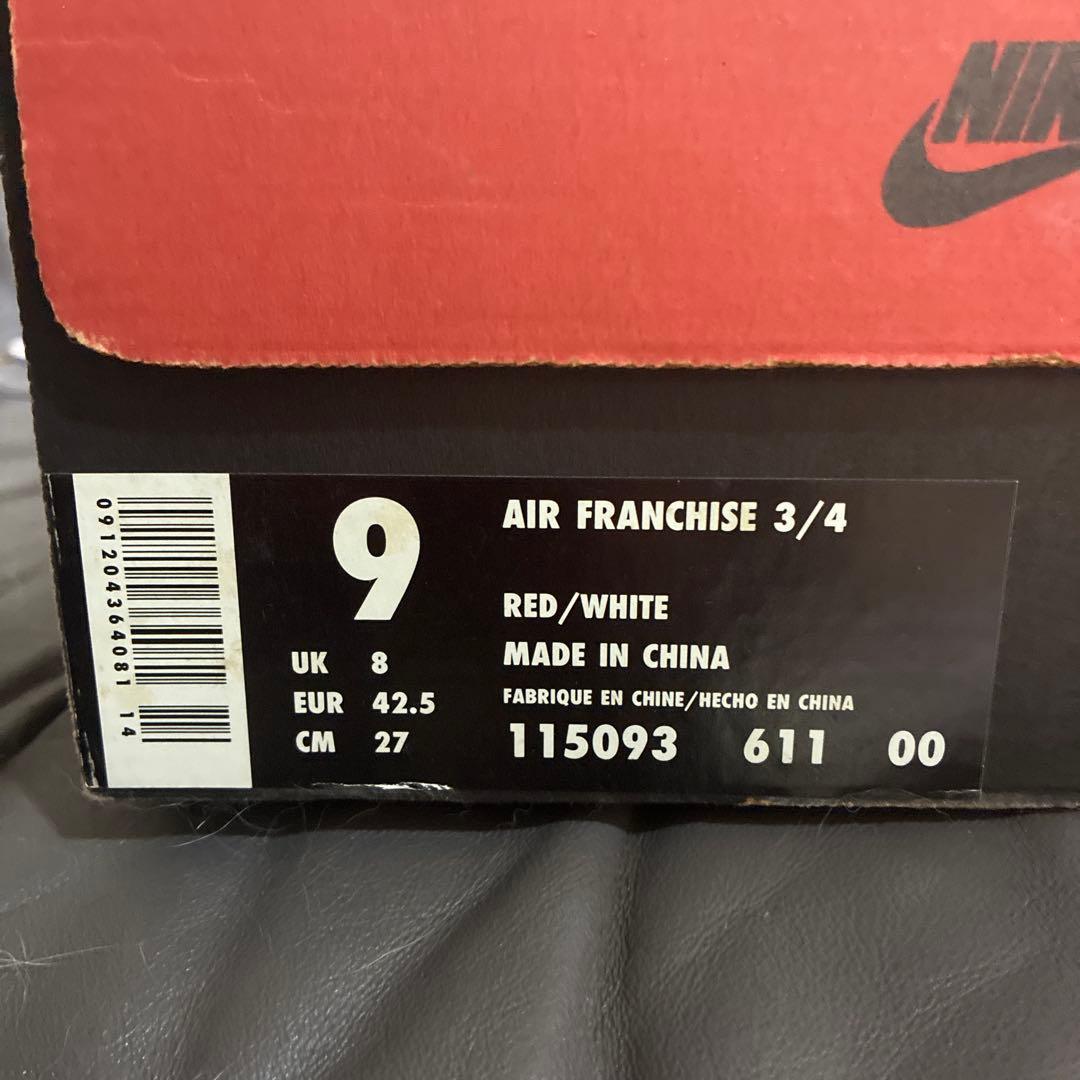 NIK
9
AIR FRANCHISE 3/4
RED/WHITE
UK 8
MADE IN CHINA
EUR 42.5
FABRIQUE EN CHINE/HECHO EN CHINA
CM 27
115093 611 00
091204364081 14